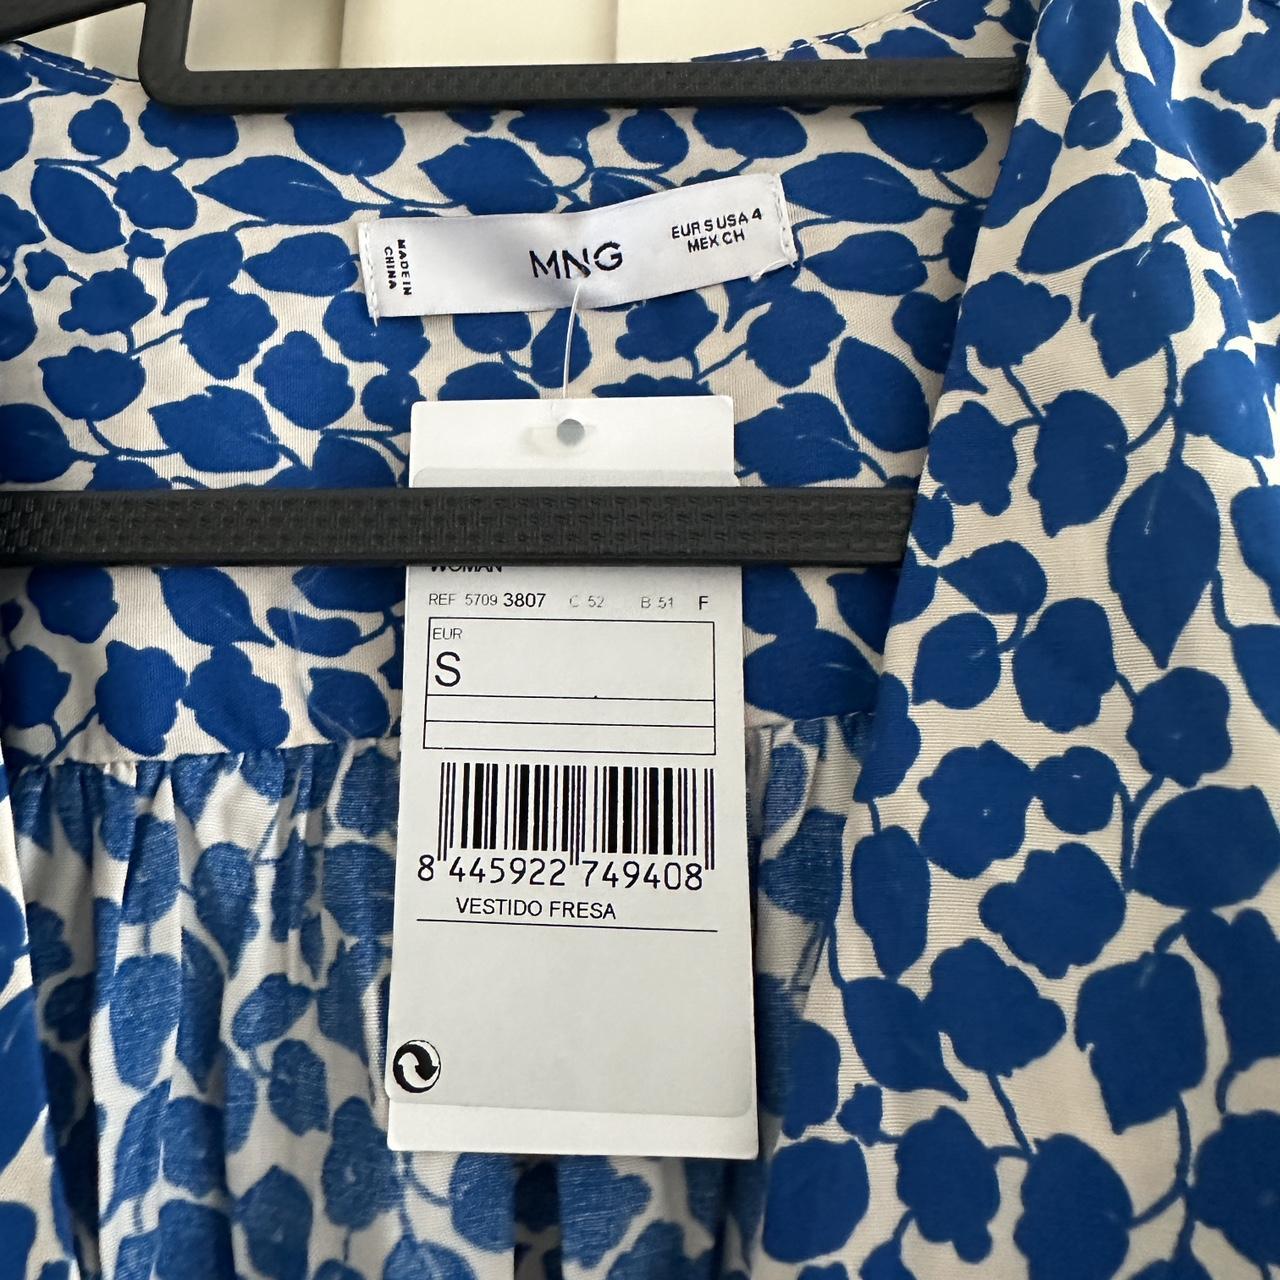 MADE IN
CHINA
MNG
EUR S USA 4
MEX CH
WOMAN
REF 5709 3807 C 52 B 51 F
EUR
S
8 445922 749408
VESTIDO FRESA